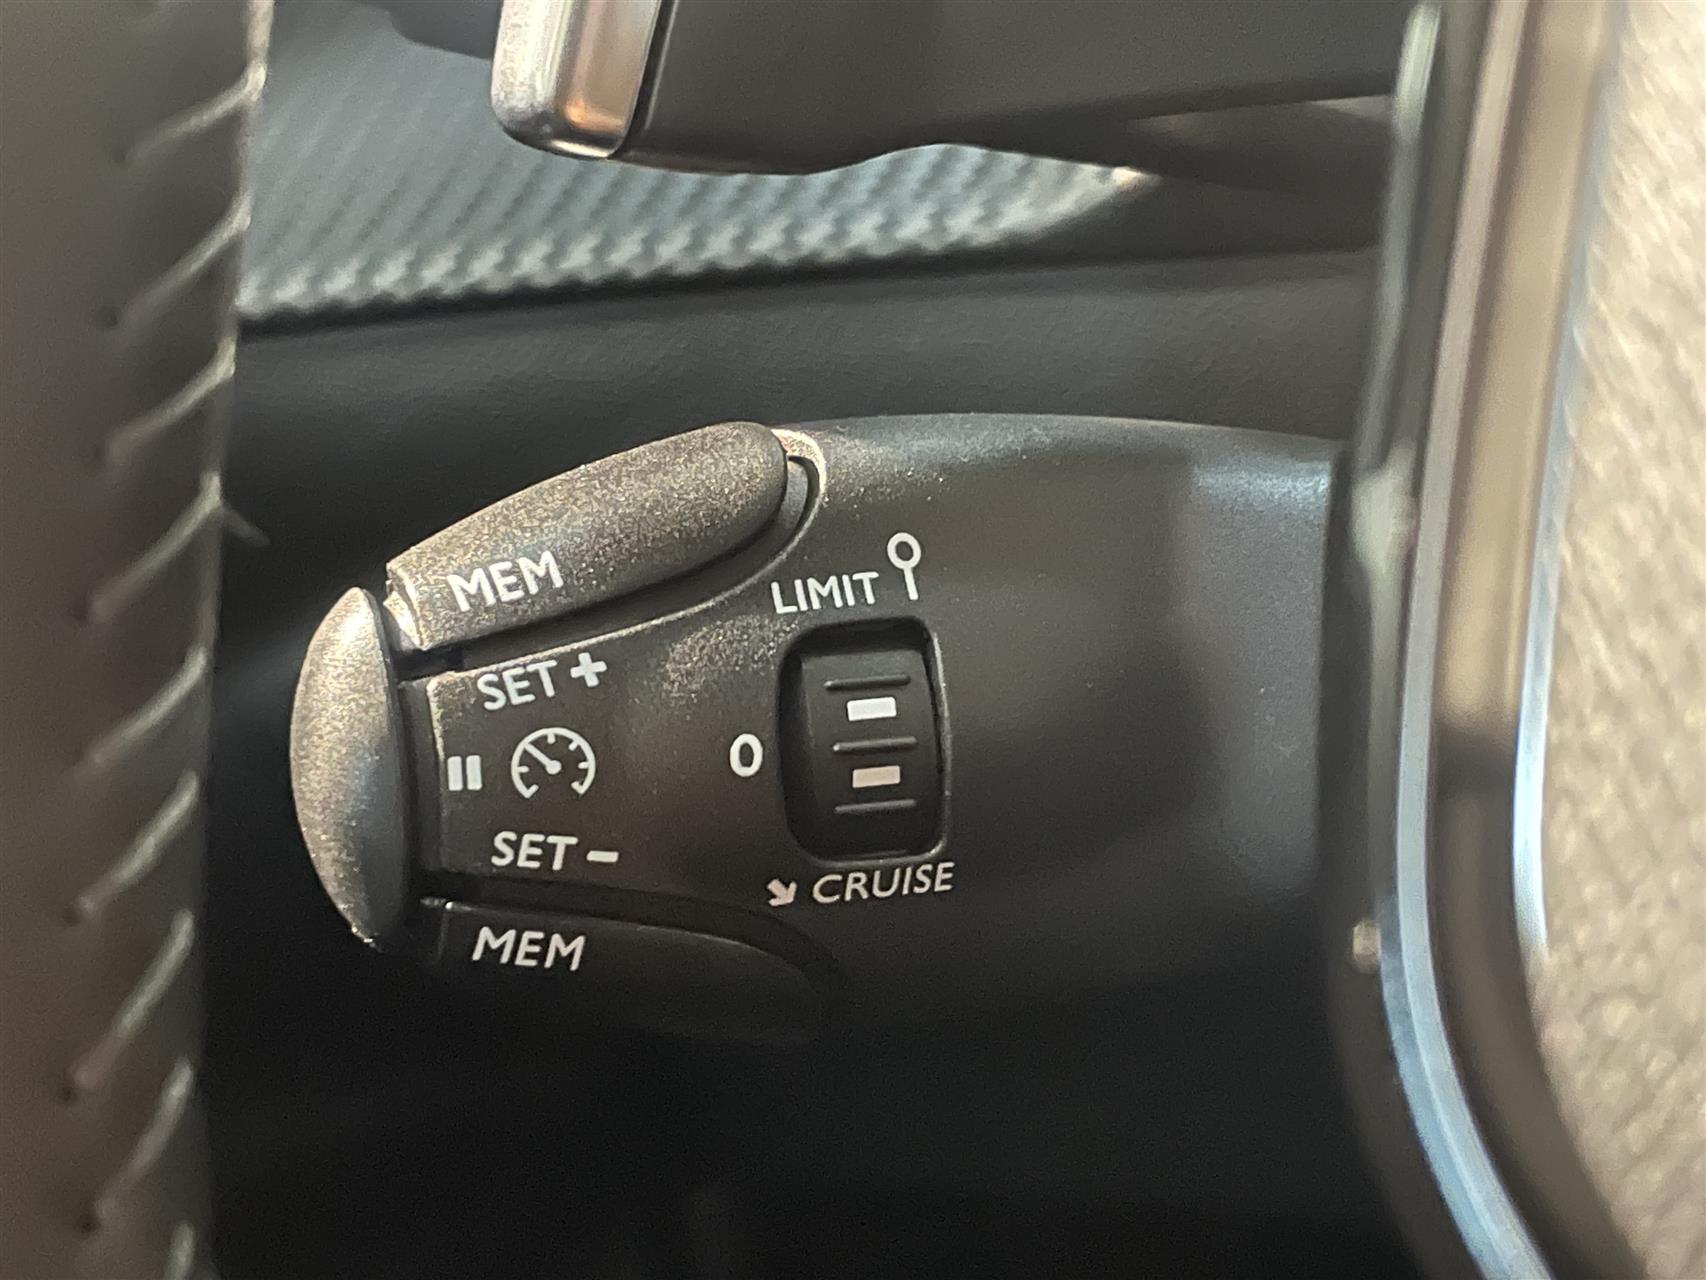 MEM
LIMIT
SET +
0
SET -
CRUISE
MEM